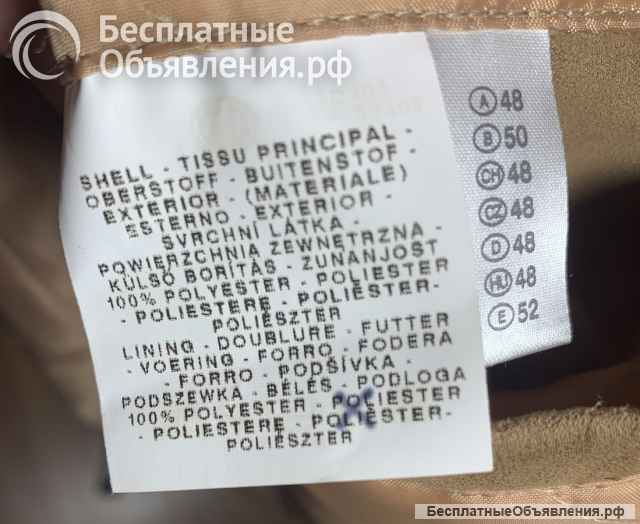 Бесплатные
Объявления.рф
SHELL - TISSU PRINCIPAL -
OBERSTOFF - BUITENSTOF -
EXTERIOR - (MATERIALE)
ESTERNO - EXTERIOR -
SVRCHNÍ LÁTKA -
POWIERZCHNIA ZEWNĘTRZNA -
KÜLSŐ BORÍTÁS - ZUNANJOST
100% POLYESTER - POLIESTER
- POLIESTERE - POLIÉSTER-
POLIÉSZTER
LINING - DOUBLURE - FUTTER
- VOERING - FORRO - FODERA
- FORRO - PODŠÍVKA -
PODSZEWKA - BÉLÉS - PODLOGA
100% POLYESTER - POLIESTER
- POLIESTERE - POLIÉSTER-
POLIÉSZTER
A 48
B 50
CH 48
CZ 48
D 48
HU 48
E 52
БесплатныеОбъявления.рф